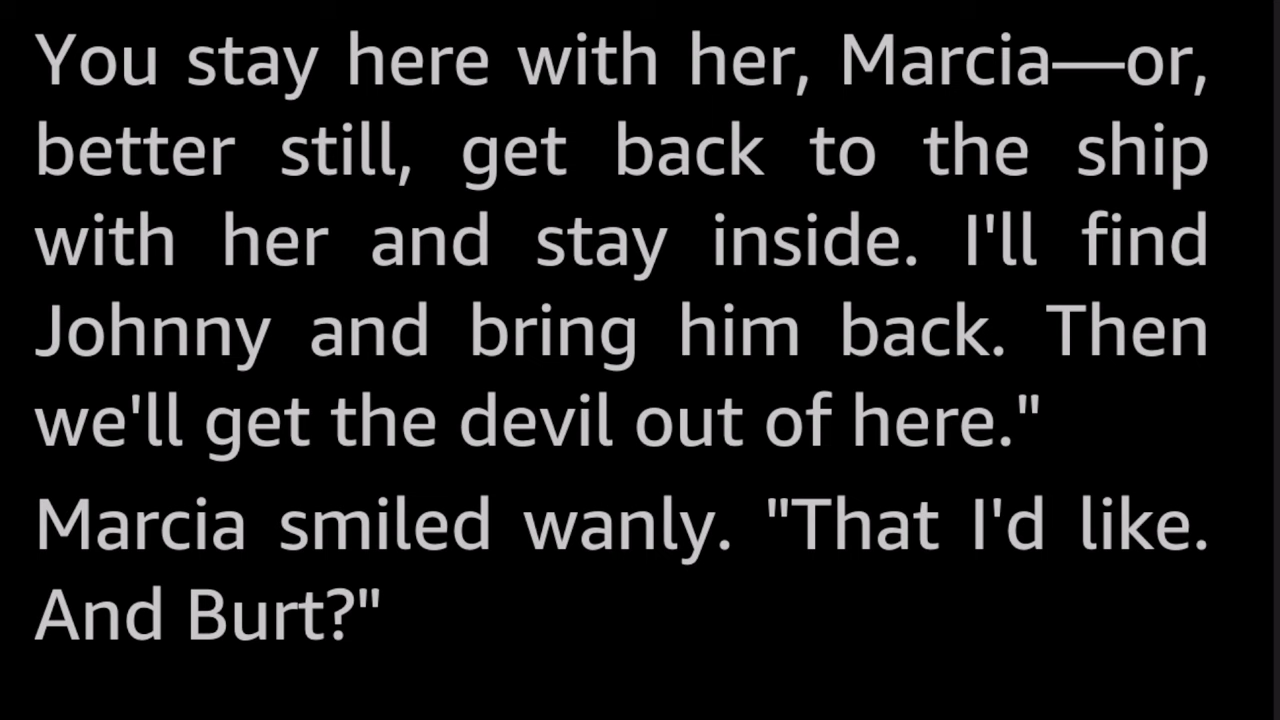 You stay here with her, Marcia—or,
better still, get back to the ship
with her and stay inside. I'll find
Johnny and bring him back. Then
we'll get the devil out of here."
Marcia smiled wanly. "That I'd like.
And Burt?"